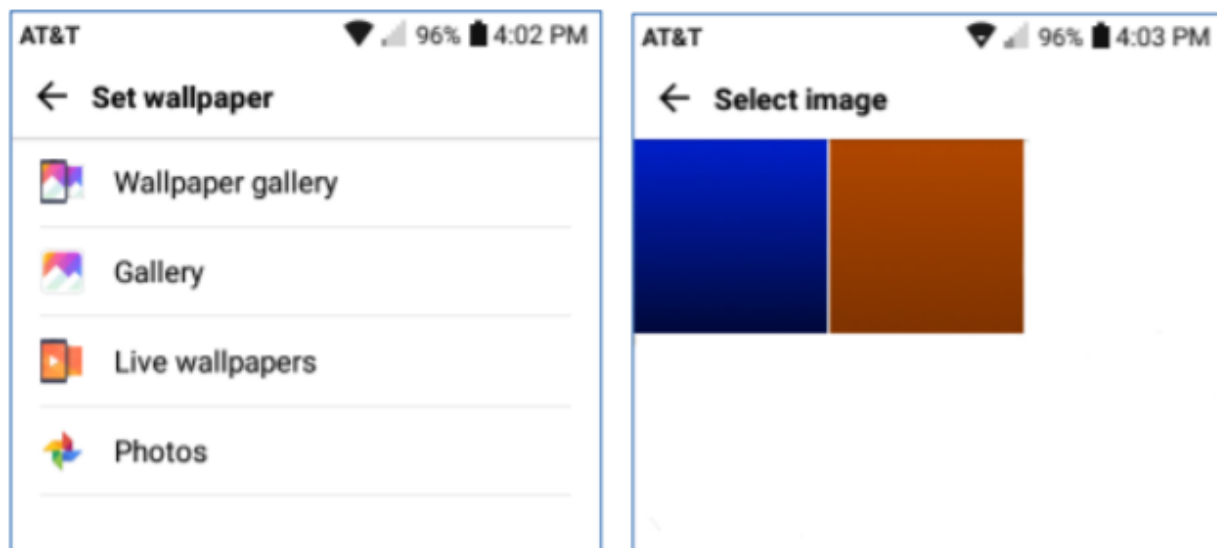 AT&T 96% 4:02 PM
Set wallpaper
Wallpaper gallery
Gallery
Live wallpapers
Photos
AT&T 96% 4:03 PM
Select image